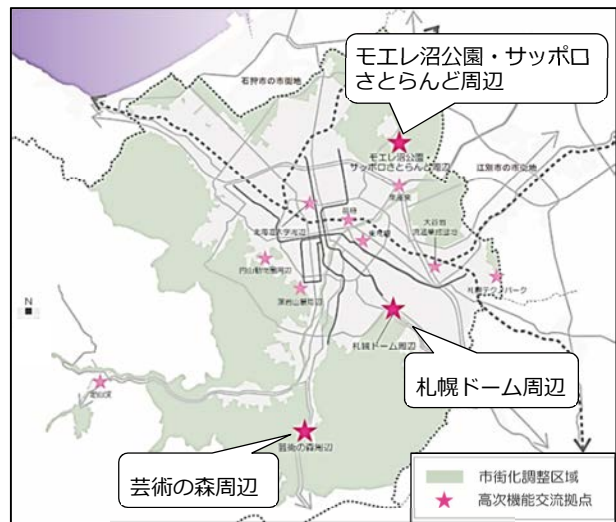 モエレ沼公園・サッポロ
さとらんど周辺
石狩市の市街地
モエレ沼公園・
サッポロさとらんど周辺
江別市の市街地
北海道大学周辺
苗穂
東札幌
大谷地
流通業務団地
円山動物園周辺
札幌テクノパーク
N
札幌ドーム周辺
札幌ドーム周辺
定山渓
芸術の森周辺
芸術の森周辺
市街化調整区域
高次機能交流拠点